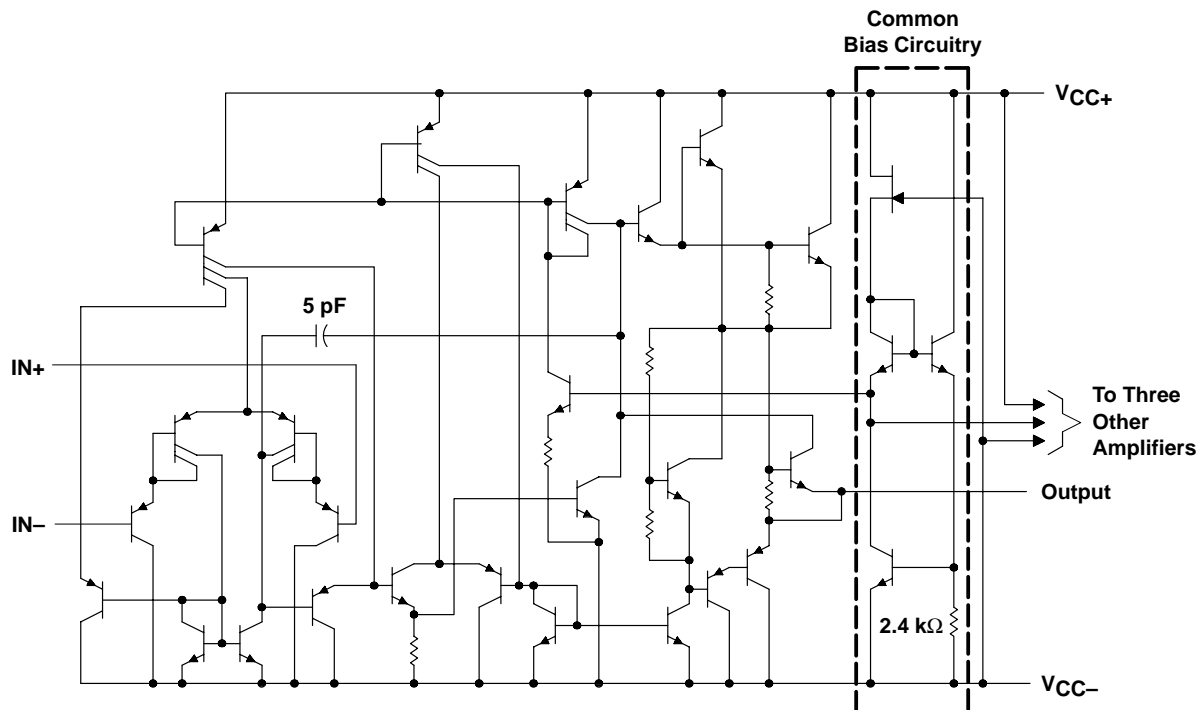 Common
Bias Circuitry
VCC+
5 pF
IN+
To Three
Other
Amplifiers
Output
IN–
2.4 kΩ
VCC–